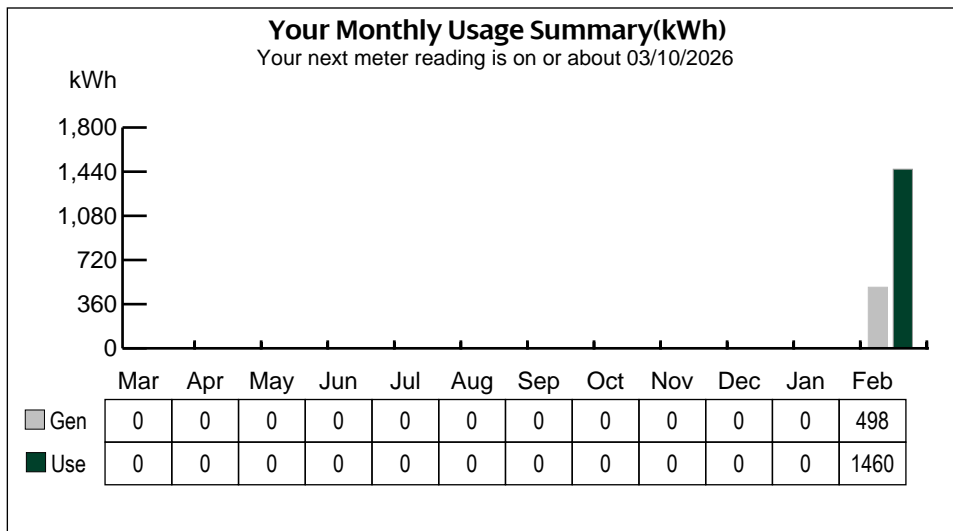 Your Monthly Usage Summary(kWh)
Your next meter reading is on or about 03/10/2026
kWh
1,800
1,440
1,080
720
360
0
Mar Apr May Jun Jul Aug Sep Oct Nov Dec Jan Feb
Gen 0 0 0 0 0 0 0 0 0 0 0 498
Use 0 0 0 0 0 0 0 0 0 0 0 1460